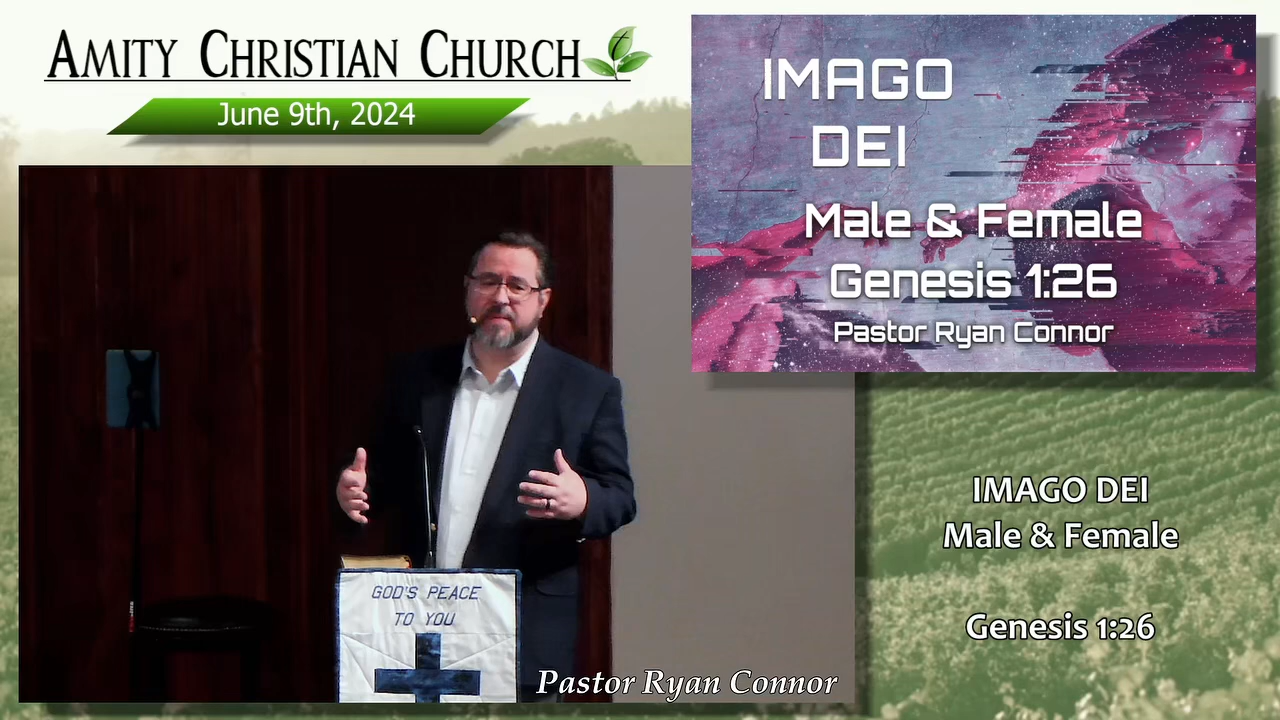 AMITY CHRISTIAN CHURCH
June 9th, 2024
IMAGO
DEI
Male & Female
Genesis 1:26
Pastor Ryan Connor
GOD'S PEACE
TO YOU
Pastor Ryan Connor
IMAGO DEI
Male & Female
Genesis 1:26